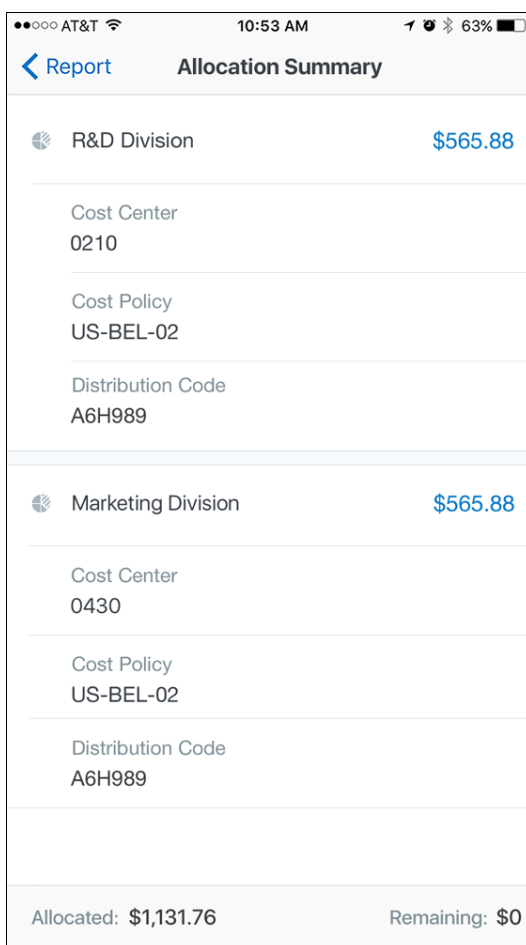 AT&T 10:53 AM 63%
Report Allocation Summary
R&D Division $565.88
Cost Center
0210
Cost Policy
US-BEL-02
Distribution Code
A6H989
Marketing Division $565.88
Cost Center
0430
Cost Policy
US-BEL-02
Distribution Code
A6H989
Allocated: $1,131.76 Remaining: $0